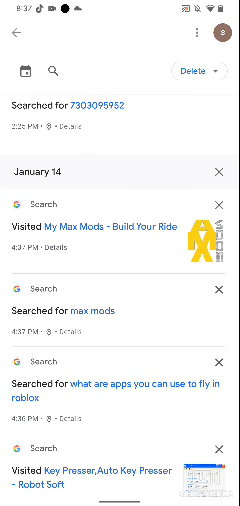 8:37
S
Delete
Searched for 7303095952
2:25 PM • Details
January 14
Search
Visited My Max Mods - Build Your Ride
4:37 PM • Details
Search
Searched for max mods
4:37 PM • Details
Search
Searched for what are apps you can use to fly in
roblox
4:36 PM • Details
Search
Visited Key Presser,Auto Key Presser
- Robot Soft